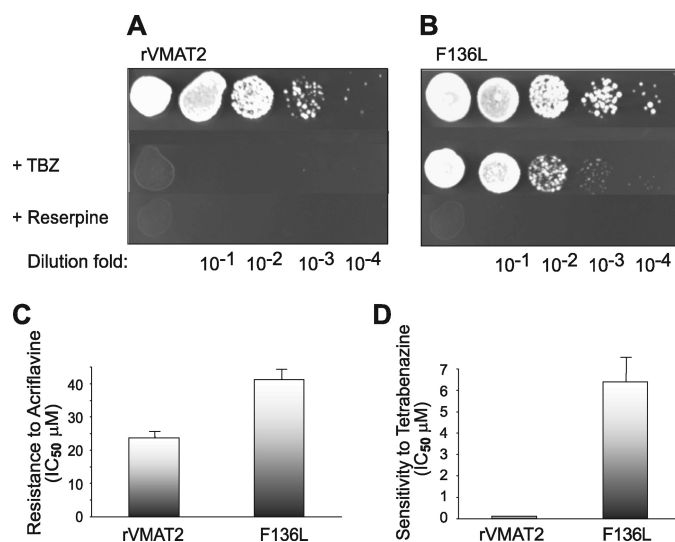 A
rVMAT2
B
F136L
+ TBZ
+ Reserpine
Dilution fold: 10-1 10-2 10-3 10-4
10-1 10-2 10-3 10-4
C
Resistance to Acriflavine
(IC50 μM)
40
30
20
10
0
rVMAT2 F136L
D
Sensitivity to Tetrabenazine
(IC50 μM)
7
6
5
4
3
2
1
0
rVMAT2 F136L